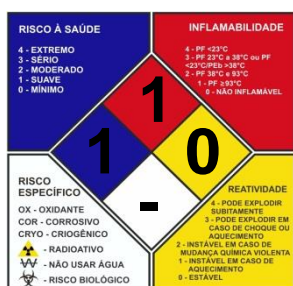 RISCO À SAÚDE
4 - EXTREMO
3 - SÉRIO
2 - MODERADO
1 - SUAVE
0 - MÍNIMO
INFLAMABILIDADE
4 - PF <23°C
3 - PF 23°C a 38°C ou PF
<23°C/PEb >38°C
2 - PF 38°C e 93°C
1 - PF ≥93°C
0 - NÃO INFLAMÁVEL
1
1
0
-
RISCO
ESPECÍFICO
OX - OXIDANTE
COR - CORROSIVO
CRYO - CRIOGÊNICO
- RADIOATIVO
W - NÃO USAR ÁGUA
- RISCO BIOLÓGICO
REATIVIDADE
4 - PODE EXPLODIR
SUBITAMENTE
3 - PODE EXPLODIR EM
CASO DE CHOQUE OU
AQUECIMENTO
2 - INSTÁVEL EM CASO DE
MUDANÇA QUÍMICA VIOLENTA
1 - INSTÁVEL EM CASO DE
AQUECIMENTO
0 - ESTÁVEL